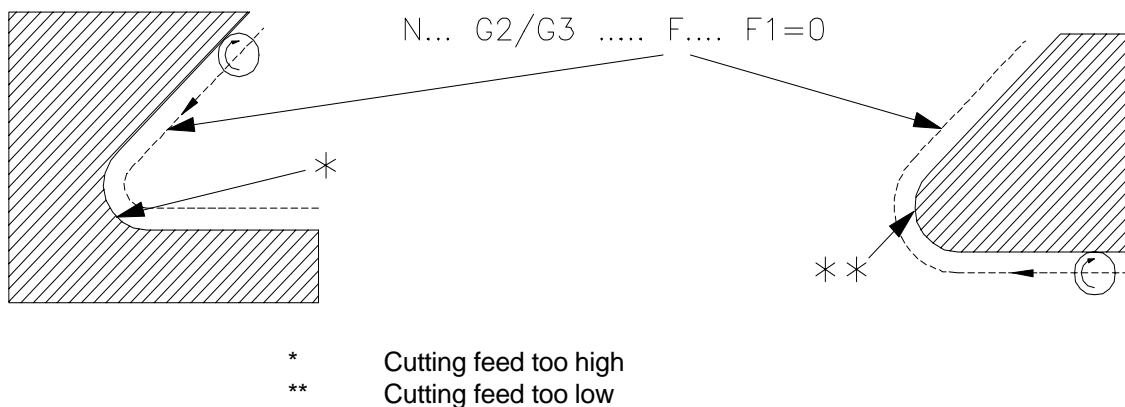 N... G2/G3 ..... F.... F1=0
*
**
* Cutting feed too high
** Cutting feed too low